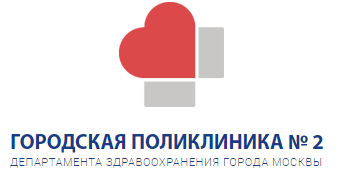 ГОРОДСКАЯ ПОЛИКЛИНИКА № 2
ДЕПАРТАМЕНТА ЗДРАВООХРАНЕНИЯ ГОРОДА МОСКВЫ